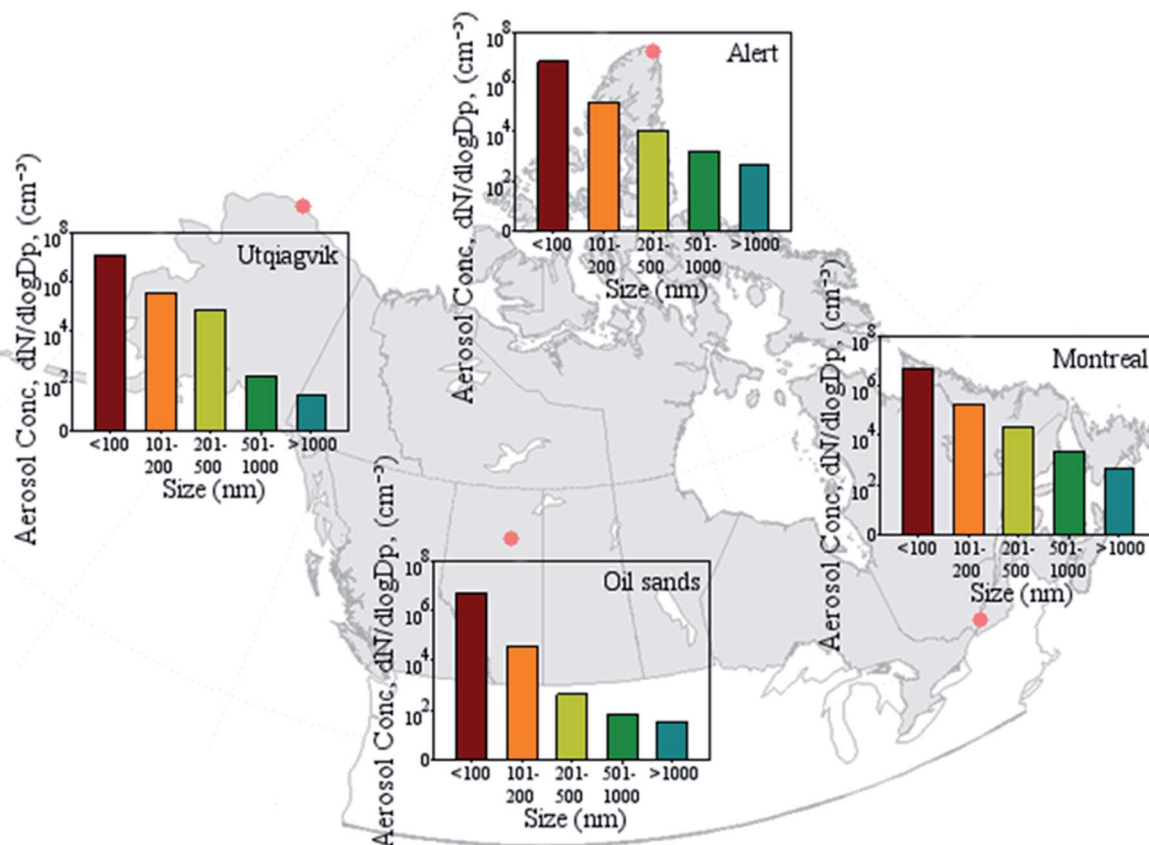 Alert
Aerosol Conc, dN/dlogDp, (cm⁻³)
10⁸
10⁶
10⁴
10²
0
<100 101- 201- 501- >1000
200 500 1000
Size (nm)
Utqiagvik
Aerosol Conc, dN/dlogDp, (cm⁻³)
10⁸
10⁶
10⁴
10²
0
<100 101- 201- 501- >1000
200 500 1000
Size (nm)
Montreal
Aerosol Conc, dN/dlogDp, (cm⁻³)
10⁸
10⁶
10⁴
10²
0
<100 101- 201- 501- >1000
200 500 1000
Size (nm)
Oil sands
Aerosol Conc, dN/dlogDp, (cm⁻³)
10⁸
10⁶
10⁴
10²
0
<100 101- 201- 501- >1000
200 500 1000
Size (nm)